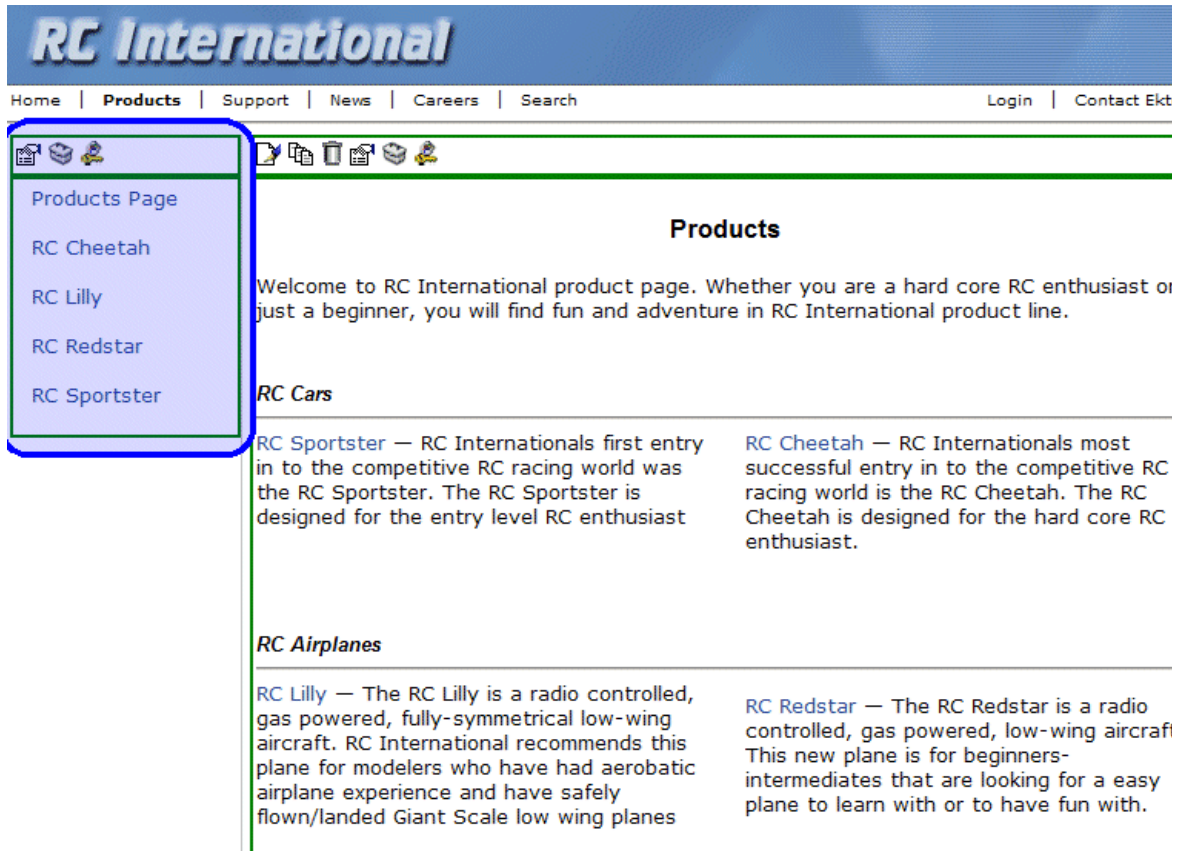 RC International
Home | Products | Support | News | Careers | Search
Login | Contact Ekt
Products Page
RC Cheetah
RC Lilly
RC Redstar
RC Sportster
Products
Welcome to RC International product page. Whether you are a hard core RC enthusiast or
just a beginner, you will find fun and adventure in RC International product line.
RC Cars
RC Sportster — RC Internationals first entry
in to the competitive RC racing world was
the RC Sportster. The RC Sportster is
designed for the entry level RC enthusiast
RC Cheetah — RC Internationals most
successful entry in to the competitive RC
racing world is the RC Cheetah. The RC
Cheetah is designed for the hard core RC
enthusiast.
RC Airplanes
RC Lilly — The RC Lilly is a radio controlled,
gas powered, fully-symmetrical low-wing
aircraft. RC International recommends this
plane for modelers who have had aerobatic
airplane experience and have safely
flown/landed Giant Scale low wing planes
RC Redstar — The RC Redstar is a radio
controlled, gas powered, low-wing aircraft
This new plane is for beginners-
intermediates that are looking for a easy
plane to learn with or to have fun with.